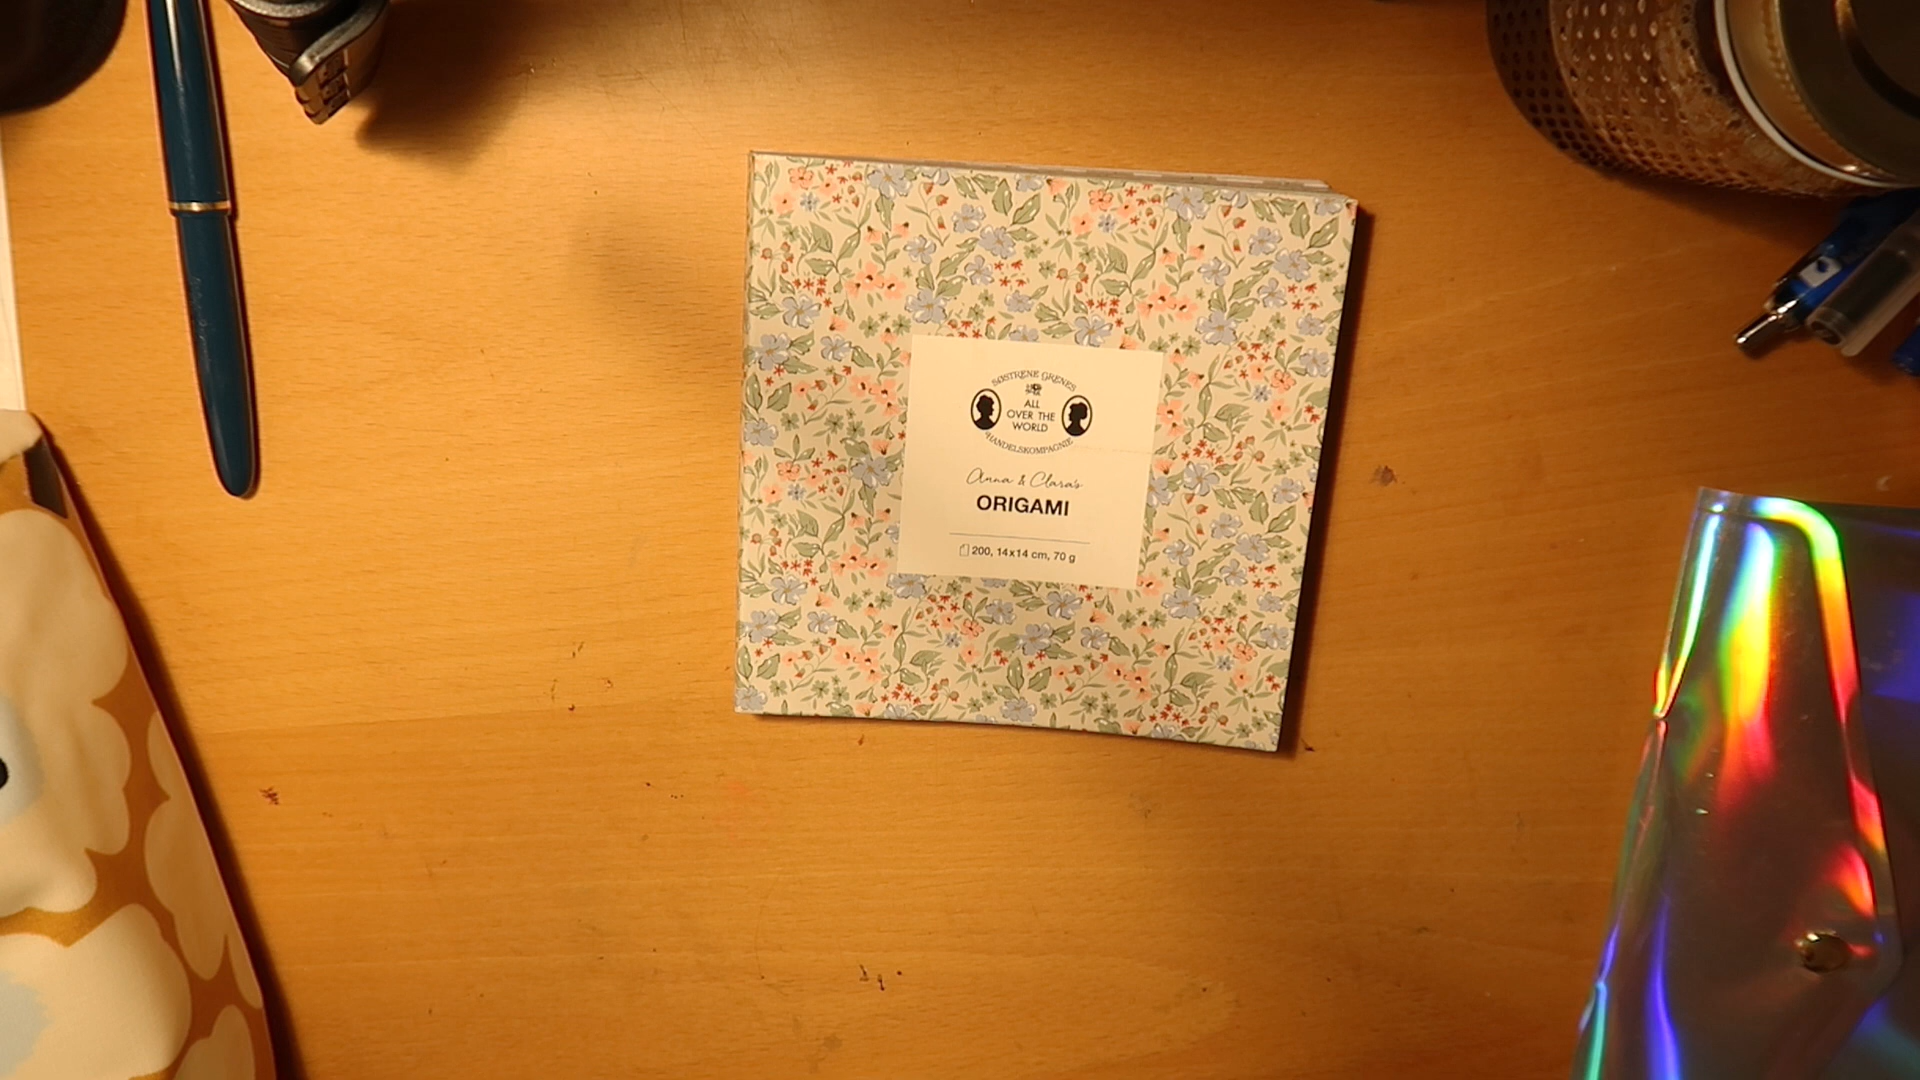 SØSTRENE GRENES
ALL
OVER THE
WORLD
HANDELSKOMPAGNIE
Anna & Clara's
ORIGAMI
200, 14x14 cm, 70 g